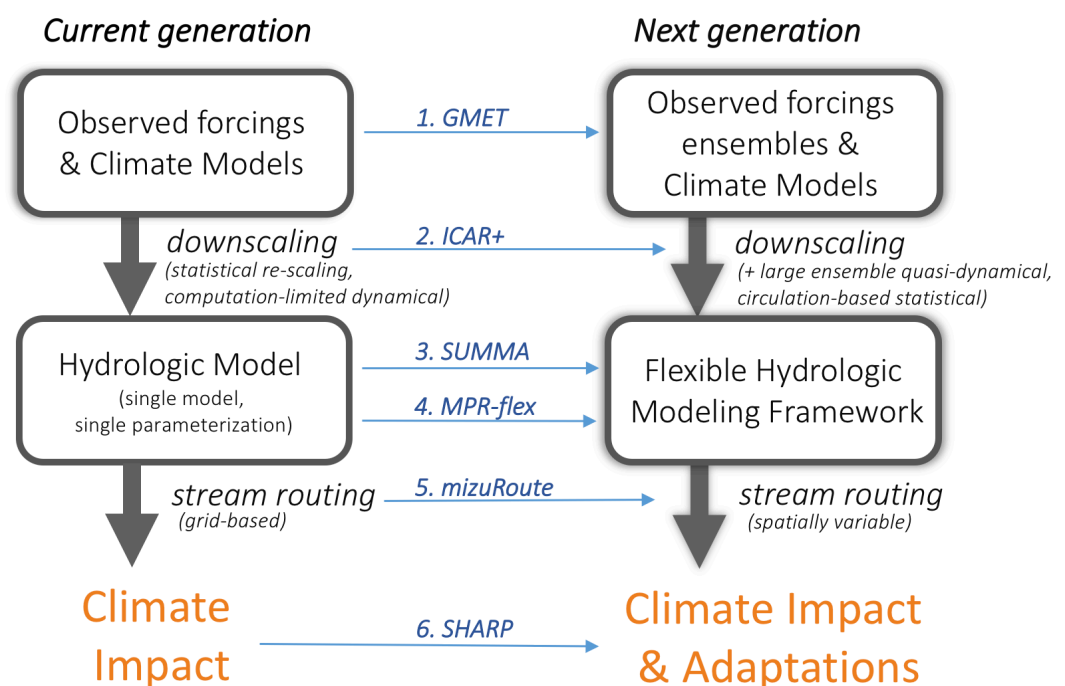 Current generation
Next generation
Observed forcings
& Climate Models
1. GMET
Observed forcings
ensembles &
Climate Models
downscaling
(statistical re-scaling,
computation-limited dynamical)
2. ICAR+
downscaling
(+ large ensemble quasi-dynamical,
circulation-based statistical)
Hydrologic Model
(single model,
single parameterization)
3. SUMMA
4. MPR-flex
Flexible Hydrologic
Modeling Framework
stream routing
(grid-based)
5. mizuRoute
stream routing
(spatially variable)
Climate
Impact
6. SHARP
Climate Impact
& Adaptations